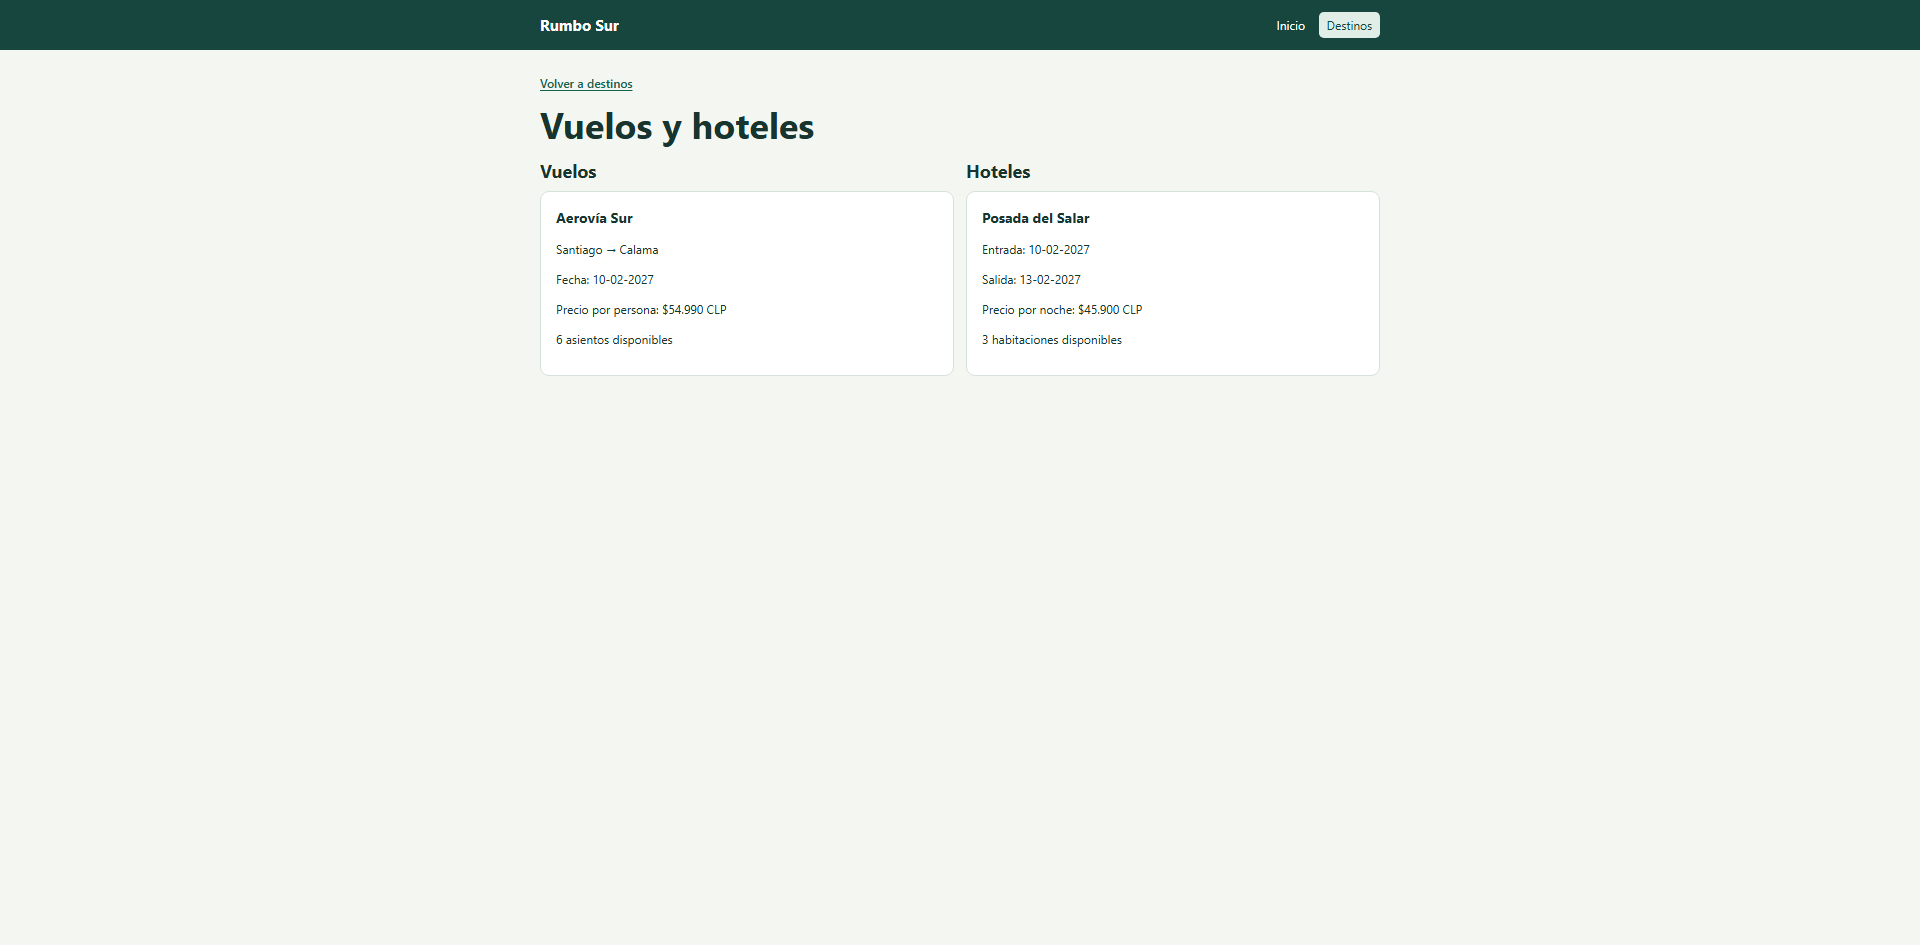 Rumbo Sur
Inicio
Destinos
Volver a destinos
Vuelos y hoteles
Vuelos
Aerovía Sur
Santiago → Calama
Fecha: 10-02-2027
Precio por persona: $54.990 CLP
6 asientos disponibles
Hoteles
Posada del Salar
Entrada: 10-02-2027
Salida: 13-02-2027
Precio por noche: $45.900 CLP
3 habitaciones disponibles